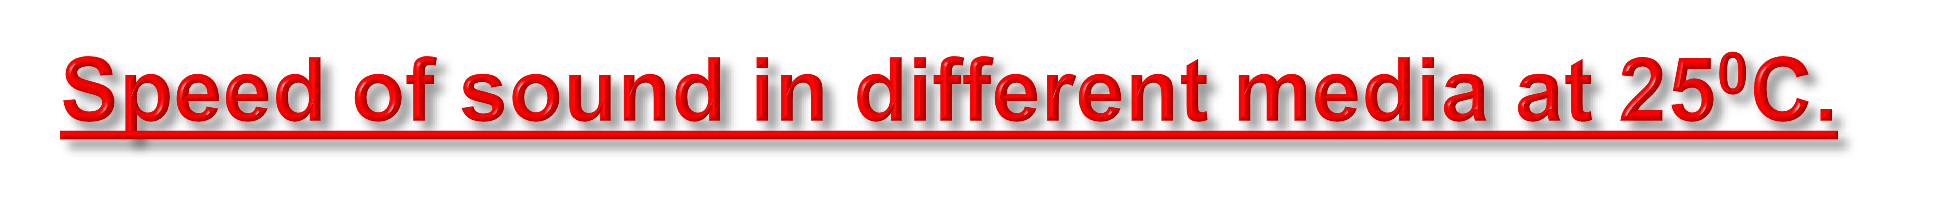 Speed of sound in different media at 25⁰C.